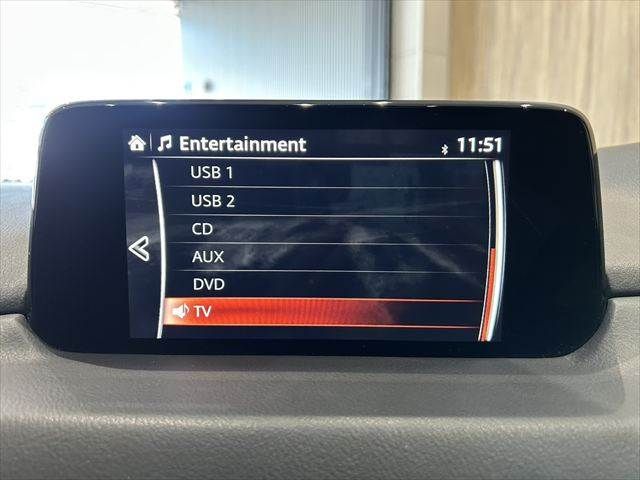 Entertainment 11:51
USB 1
USB 2
CD
AUX
DVD
TV